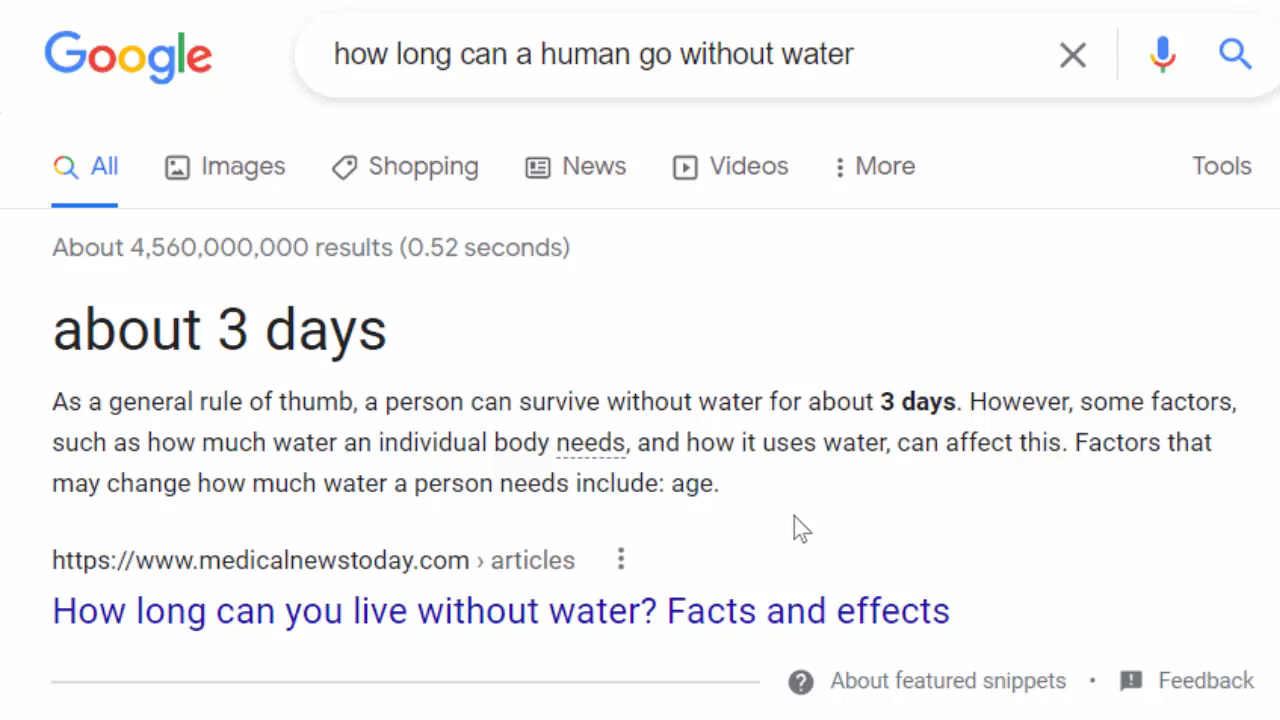 Google
how long can a human go without water
All
Images
Shopping
News
Videos
More
Tools
About 4,560,000,000 results (0.52 seconds)
about 3 days
As a general rule of thumb, a person can survive without water for about 3 days. However, some factors,
such as how much water an individual body needs, and how it uses water, can affect this. Factors that
may change how much water a person needs include: age.
https://www.medicalnewstoday.com › articles
How long can you live without water? Facts and effects
About featured snippets • Feedback